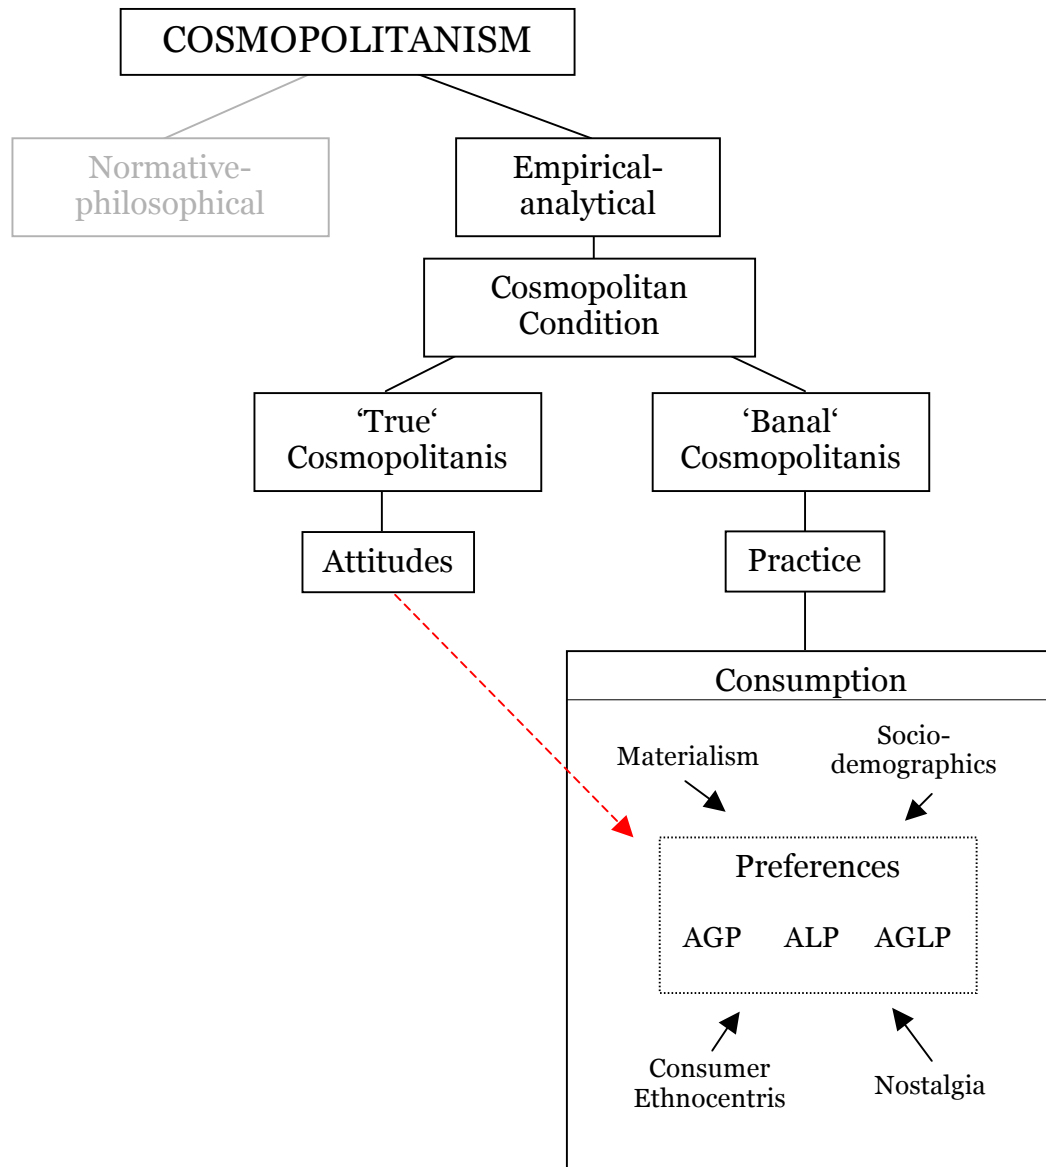 COSMOPOLITANISM
Normative-
philosophical
Empirical-
analytical
Cosmopolitan
Condition
‘True‘
Cosmopolitanis
‘Banal‘
Cosmopolitanis
Attitudes
Practice
Consumption
Materialism
Socio-
demographics
Preferences
AGP ALP AGLP
Consumer
Ethnocentris
Nostalgia